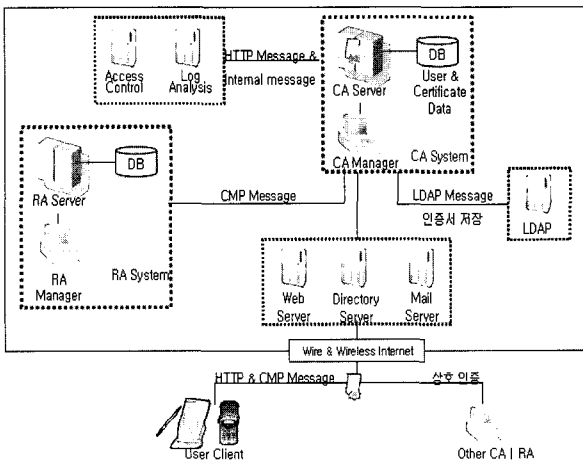 Access
Control
Log
Analysis
HTTP Message &
Internal message
CA Server
DB
User &
Certificate
Data
CA Manager
CA System
RA Server
DB
RA
Manager
RA System
CMP Message
LDAP Message
인증서 저장
LDAP
Web
Server
Directory
Server
Mail
Server
Wire & Wireless Internet
HTTP & CMP Message
상호 인증
User Client
Other CA | RA